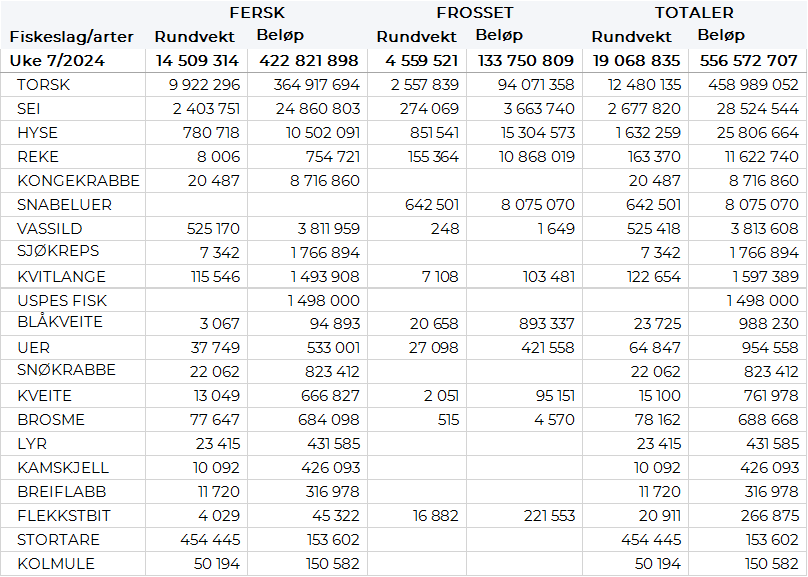 FERSK FROSSET TOTALER
Fiskeslag/arter Rundvekt Beløp Rundvekt Beløp Rundvekt Beløp
Uke 7/2024 14 509 314 422 821 898 4 559 521 133 750 809 19 068 835 556 572 707
TORSK 9 922 296 364 917 694 2 557 839 94 071 358 12 480 135 458 989 052
SEI 2 403 751 24 860 803 274 069 3 663 740 2 677 820 28 524 544
HYSE 780 718 10 502 091 851 541 15 304 573 1 632 259 25 806 664
REKE 8 006 754 721 155 364 10 868 019 163 370 11 622 740
KONGEKRABBE 20 487 8 716 860 20 487 8 716 860
SNABELUER 642 501 8 075 070 642 501 8 075 070
VASSILD 525 170 3 811 959 248 1 649 525 418 3 813 608
SJØKREPS 7 342 1 766 894 7 342 1 766 894
KVITLANGE 115 546 1 493 908 7 108 103 481 122 654 1 597 389
USPES FISK 1 498 000 1 498 000
BLÅKVEITE 3 067 94 893 20 658 893 337 23 725 988 230
UER 37 749 533 001 27 098 421 558 64 847 954 558
SNØKRABBE 22 062 823 412 22 062 823 412
KVEITE 13 049 666 827 2 051 95 151 15 100 761 978
BROSME 77 647 684 098 515 4 570 78 162 688 668
LYR 23 415 431 585 23 415 431 585
KAMSKJELL 10 092 426 093 10 092 426 093
BREIFLABB 11 720 316 978 11 720 316 978
FLEKKSTBIT 4 029 45 322 16 882 221 553 20 911 266 875
STORTARE 454 445 153 602 454 445 153 602
KOLMULE 50 194 150 582 50 194 150 582